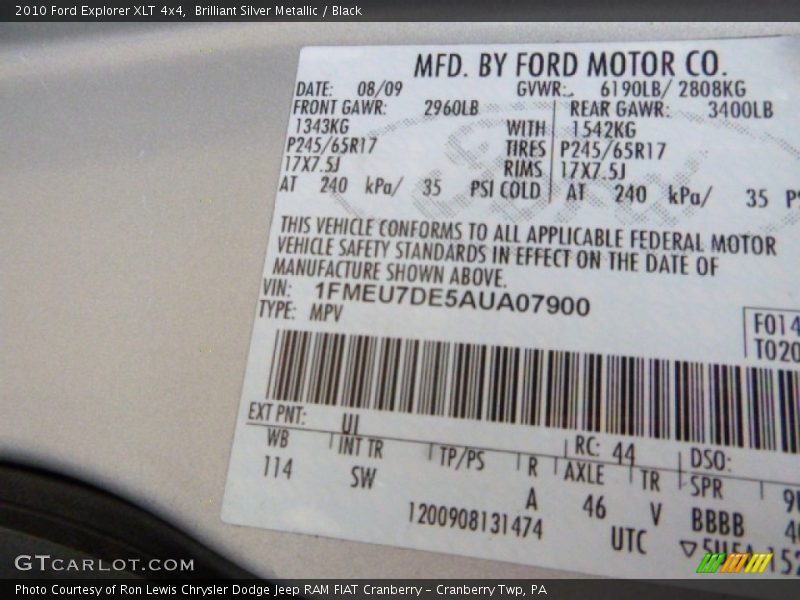 2010 Ford Explorer XLT 4x4, Brilliant Silver Metallic / Black
MFD. BY FORD MOTOR CO.
DATE: 08/09 GVWR: 6190LB/ 2808KG
FRONT GAWR: 2960LB REAR GAWR: 3400LB
1343KG WITH 1542KG
P245/65R17 TIRES P245/65R17
17X7.5J RIMS 17X7.5J
AT 240 kPa/ 35 PSI COLD AT 240 kPa/ 35
THIS VEHICLE CONFORMS TO ALL APPLICABLE FEDERAL MOTOR
VEHICLE SAFETY STANDARDS IN EFFECT ON THE DATE OF
MANUFACTURE SHOWN ABOVE.
VIN: 1FMEU7DE5AUA07900
TYPE: MPV
F014
T020
EXT PNT: UI RC: 44 DSO:
WB INT TR TP/PS R AXLE TR SPR
114 SW A 46 V BBBB
1200908131474 UTC
GTCARLOT.COM
Photo Courtesy of Ron Lewis Chrysler Dodge Jeep RAM FIAT Cranberry – Cranberry Twp, PA